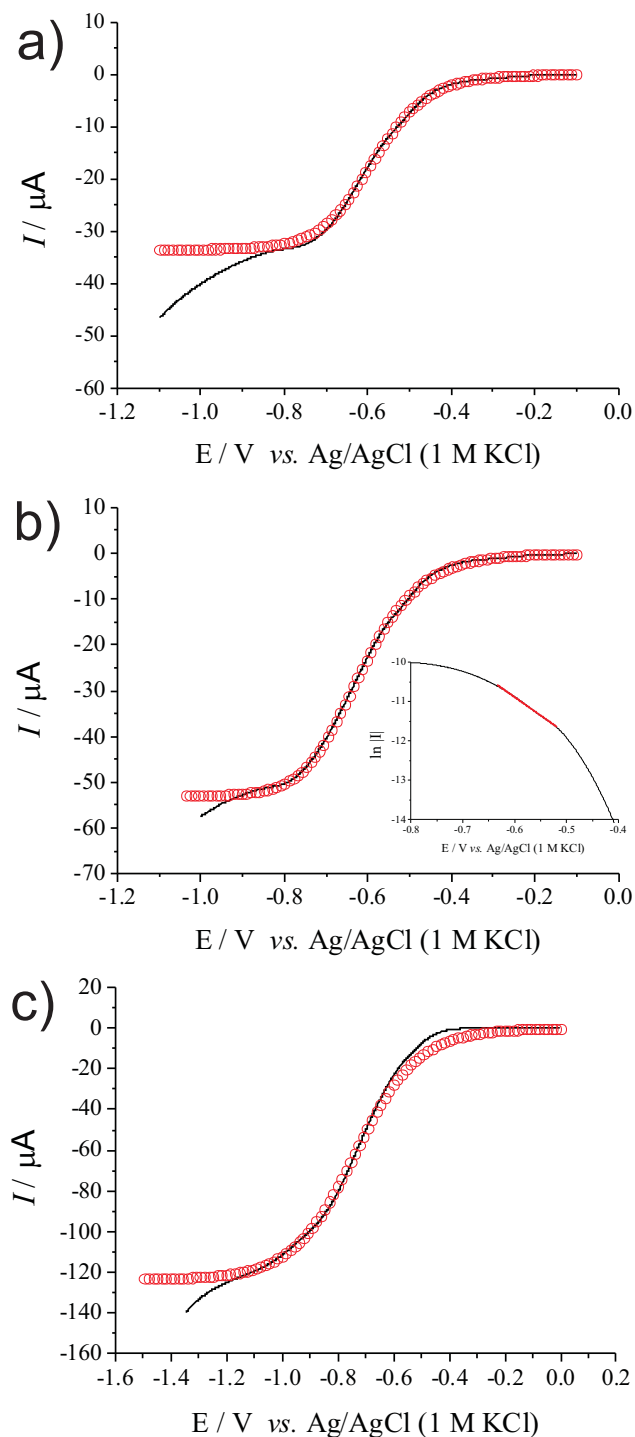 a)
10
0
-10
-20
-30
-40
-50
-60
I / μA
-1.2 -1.0 -0.8 -0.6 -0.4 -0.2 0.0
E / V vs. Ag/AgCl (1 M KCl)
b)
10
0
-10
-20
-30
-40
-50
-60
-70
I / μA
-10
-11
-12
-13
-14
ln |I|
-0.8 -0.7 -0.6 -0.5 -0.4
E / V vs. Ag/AgCl (1 M KCl)
-1.2 -1.0 -0.8 -0.6 -0.4 -0.2 0.0
E / V vs. Ag/AgCl (1 M KCl)
c)
20
0
-20
-40
-60
-80
-100
-120
-140
-160
I / μA
-1.6 -1.4 -1.2 -1.0 -0.8 -0.6 -0.4 -0.2 0.0 0.2
E / V vs. Ag/AgCl (1 M KCl)